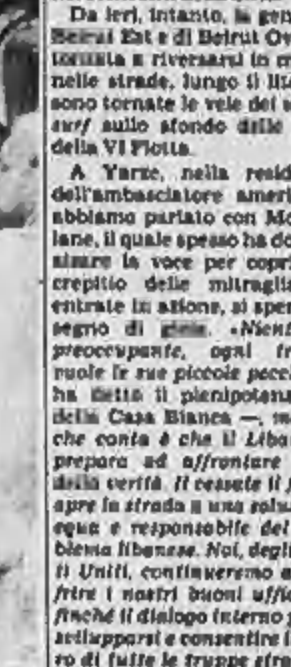 Da ieri, intanto, la gen
Beirut Est e di Beirut Ov
tornata a riversarsi in m
nelle strade, lungo il lit
sono tornate le vele dei
surf sullo sfondo delle
della VI Flotta.
A Yarze, nella resid
dell'ambasciatore ameri
abbiamo parlato con Mc
lane, il quale spesso ha do
alzare la voce per copri
crepitio delle mitraglia
entrate in azione, si sper
segno di gioia. «Nient
preoccupante, ogni tr
vuole le sue piccole pecc
ha detto il plenipotenz
della Casa Bianca —, m
che conta è che il Liba
prepara ad affrontare
della verità. Il cessate il f
apre la strada a una solu
equa e responsabile del
blema libanese. Noi, degli
ti Uniti, continueremo a
frire i nostri buoni uffic
finché il dialogo interno
svilupparsi e consentire i
ro di tutte le truppe stra